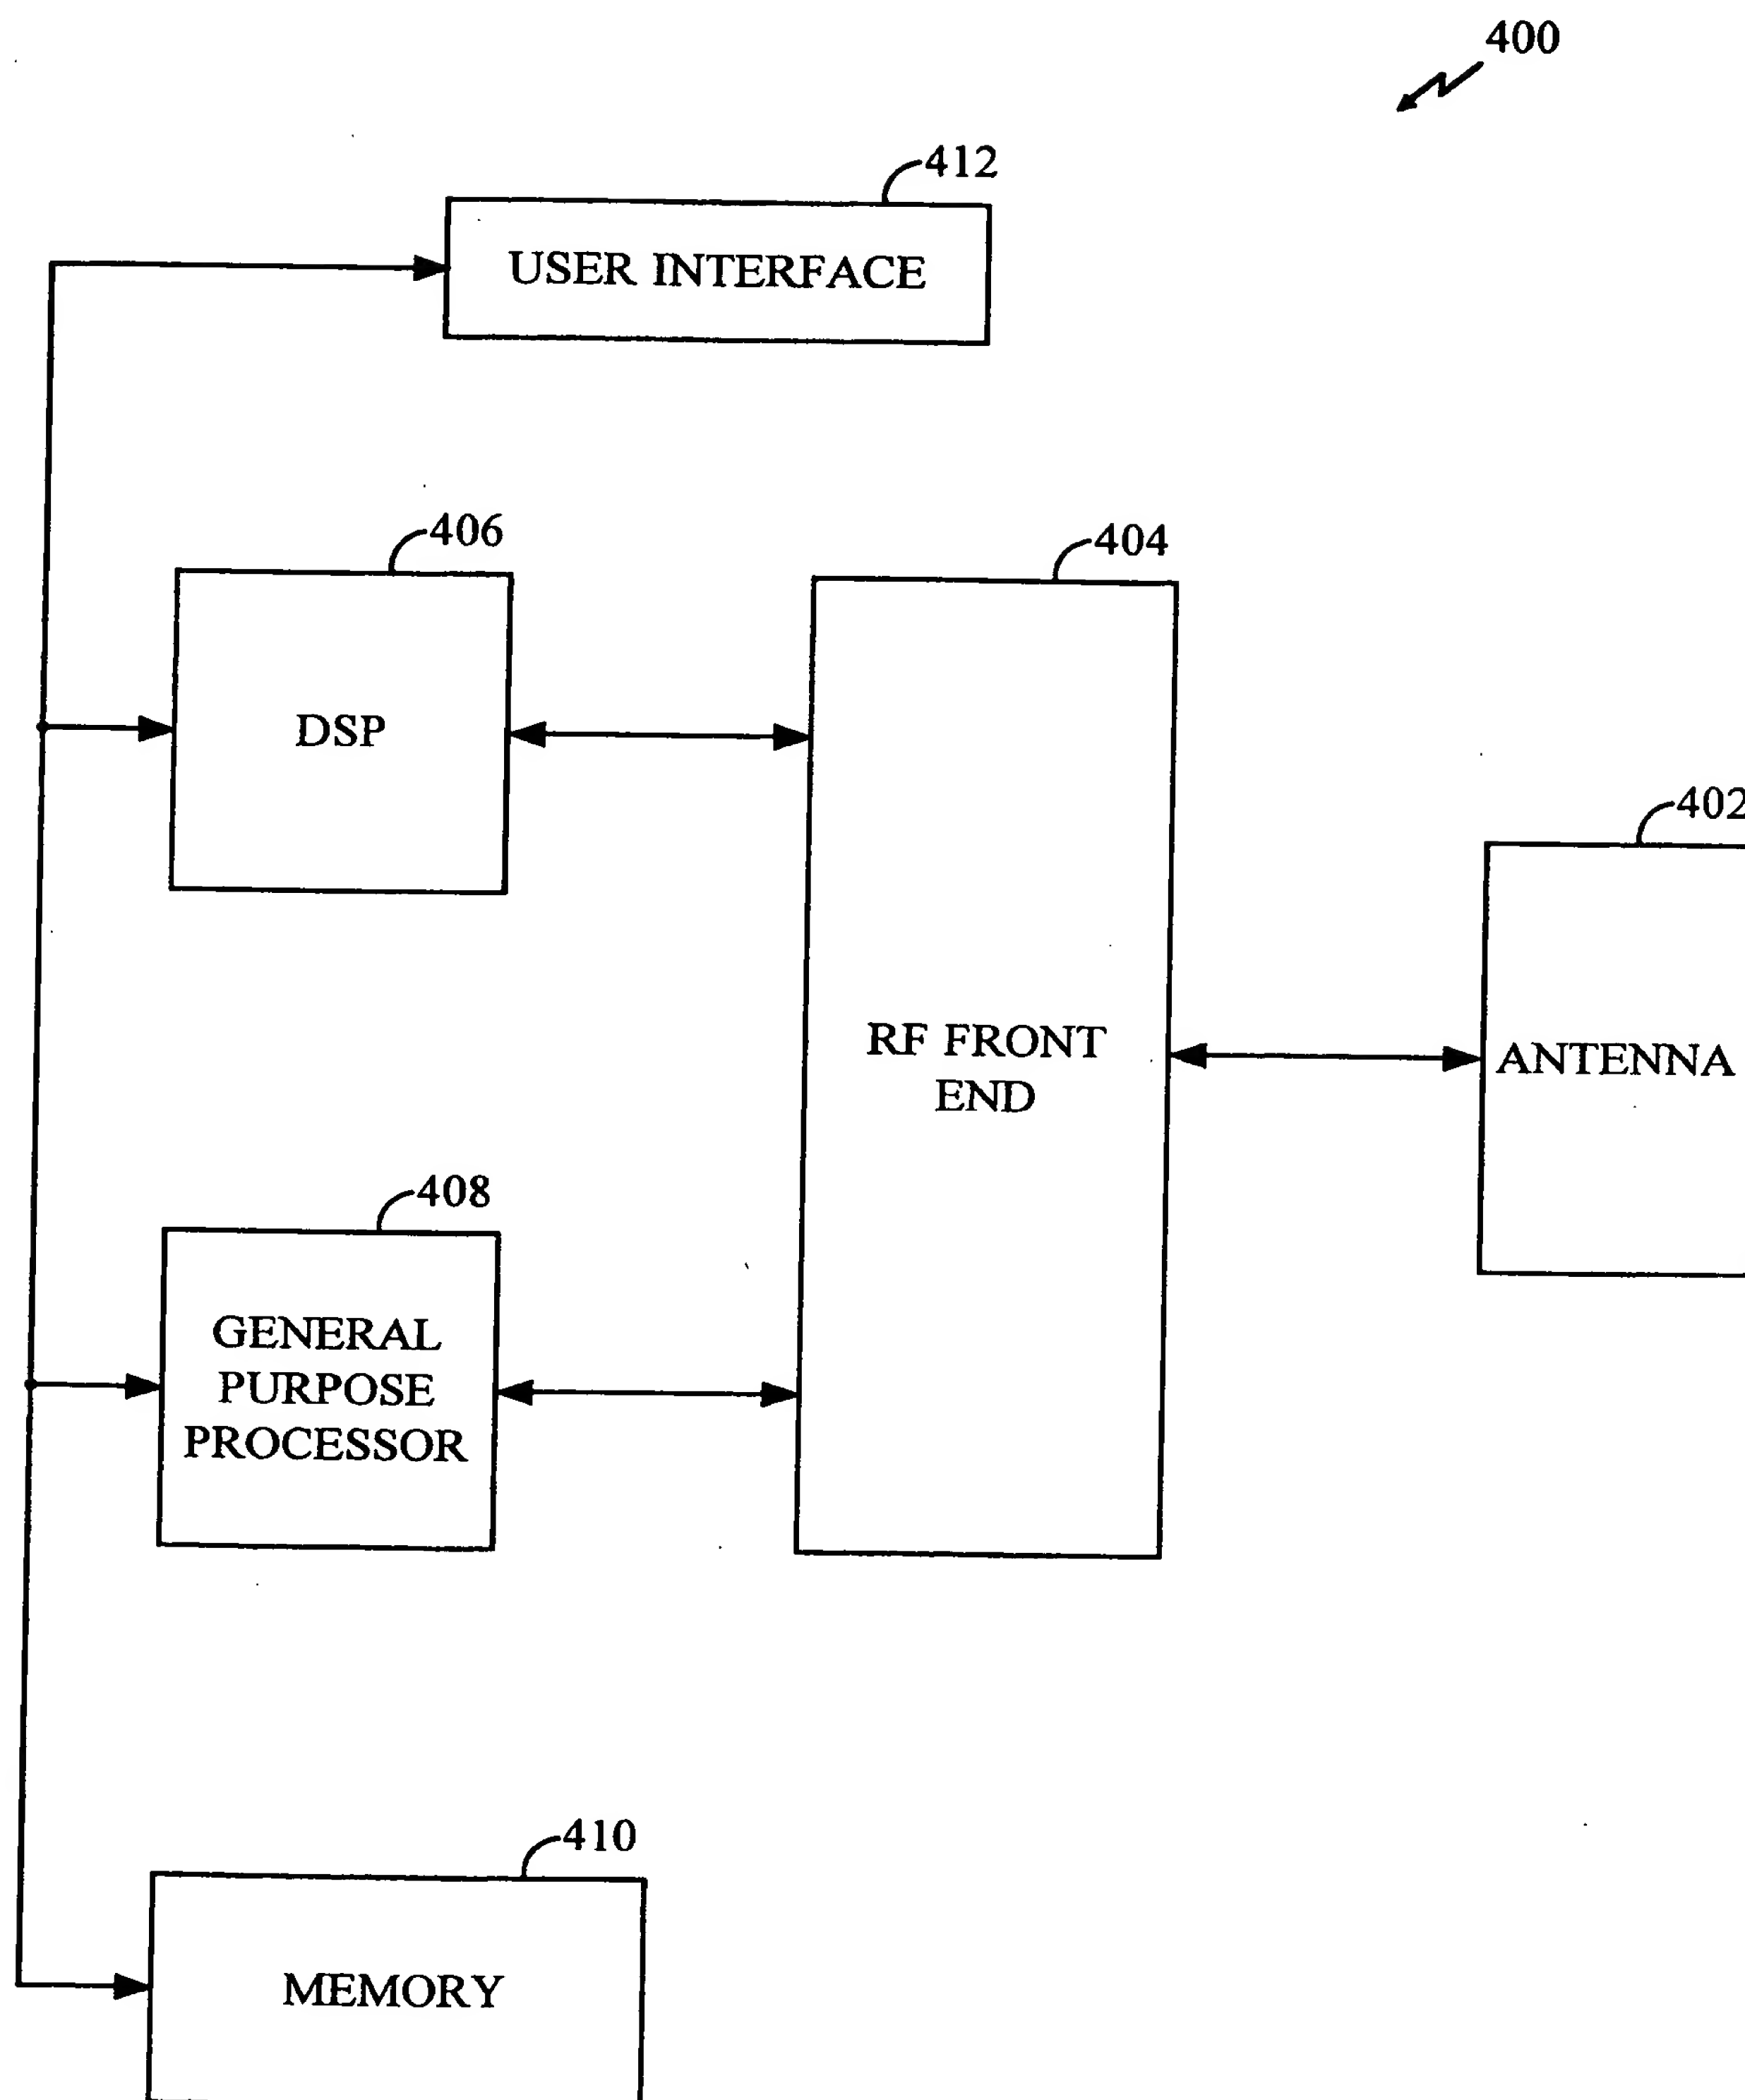 400
412
USER INTERFACE
406
404
DSP
402
RF FRONT
END
ANTENNA
408
GENERAL
PURPOSE
PROCESSOR
410
MEMORY